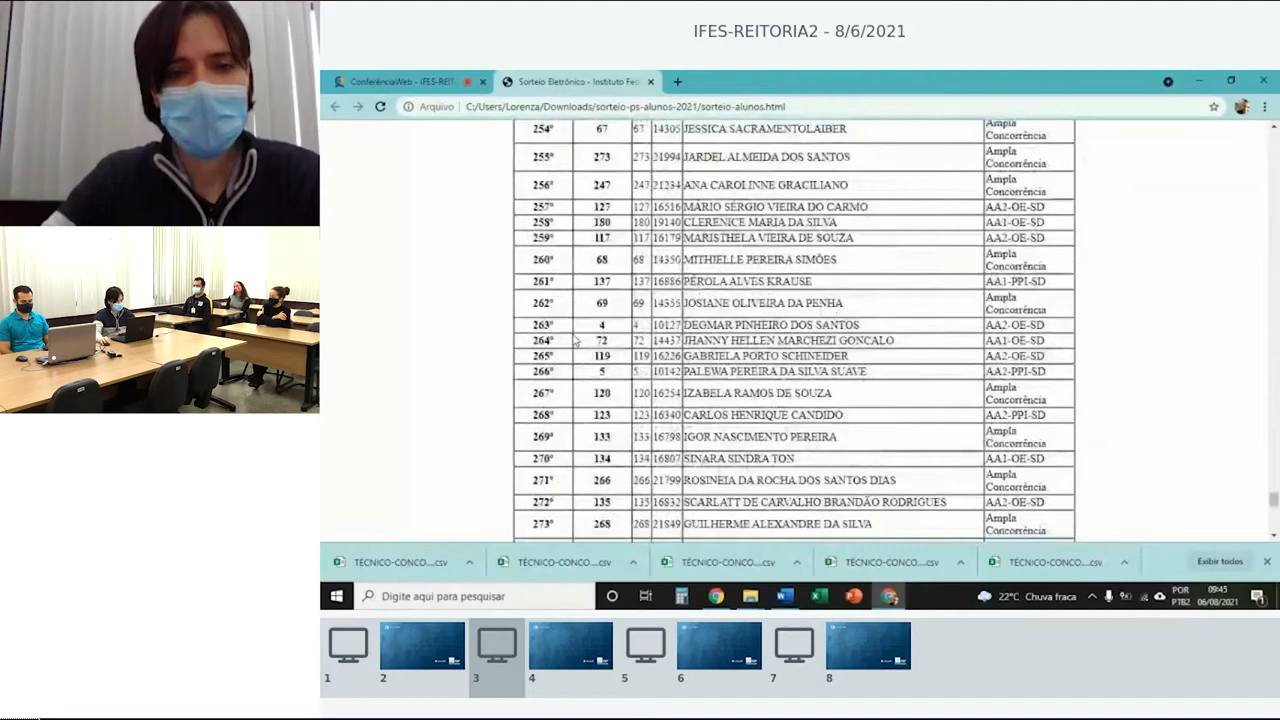 IFES-REITORIA2 - 8/6/2021
ConferênciaWeb - IFES-REIT
Sorteio Eletrônico - Instituto Fed
Arquivo | C:/Users/Lorenza/Downloads/sorteio-ps-alunos-2021/sorteio-alunos.html
254º 67 67 14305 JESSICA SACRAMENTOLAIBER Ampla Concorrência
255º 273 273 21994 JARDEL ALMEIDA DOS SANTOS Ampla Concorrência
256º 247 247 21234 ANA CAROLINNE GRACILIANO Ampla Concorrência
257º 127 127 16516 MÁRIO SÉRGIO VIEIRA DO CARMO AA2-OE-SD
258º 180 180 19140 CLERENICE MARIA DA SILVA AA1-OE-SD
259º 117 117 16179 MARISTHELA VIEIRA DE SOUZA AA2-OE-SD
260º 68 68 14350 MITHIELLE PEREIRA SIMÕES Ampla Concorrência
261º 137 137 16886 PÉROLA ALVES KRAUSE AA1-PPI-SD
262º 69 69 14355 JOSIANE OLIVEIRA DA PENHA Ampla Concorrência
263º 4 4 10127 DEGMAR PINHEIRO DOS SANTOS AA2-OE-SD
264º 72 72 14437 JHANNY HELLEN MARCHEZI GONCALO AA1-OE-SD
265º 119 119 16226 GABRIELA PORTO SCHINEIDER AA2-OE-SD
266º 5 5 10142 PALEWA PEREIRA DA SILVA SUAVE AA2-PPI-SD
267º 120 120 16254 IZABELA RAMOS DE SOUZA Ampla Concorrência
268º 123 123 16340 CARLOS HENRIQUE CANDIDO AA2-PPI-SD
269º 133 133 16798 IGOR NASCIMENTO PEREIRA Ampla Concorrência
270º 134 134 16807 SINARA SINDRA TON AA1-OE-SD
271º 266 266 21799 ROSINEIA DA ROCHA DOS SANTOS DIAS Ampla Concorrência
272º 135 135 16832 SCARLATT DE CARVALHO BRANDÃO RODRIGUES AA2-OE-SD
273º 268 268 21849 GUILHERME ALEXANDRE DA SILVA Ampla Concorrência
TÉCNICO-CONCO....csv TÉCNICO-CONCO....csv TÉCNICO-CONCO....csv TÉCNICO-CONCO....csv TÉCNICO-CONCO....csv Exibir todos
Digite aqui para pesquisar 22°C Chuva fraca POR PTB2 09:45 06/08/2021
1 2 3 4 5 6 7 8